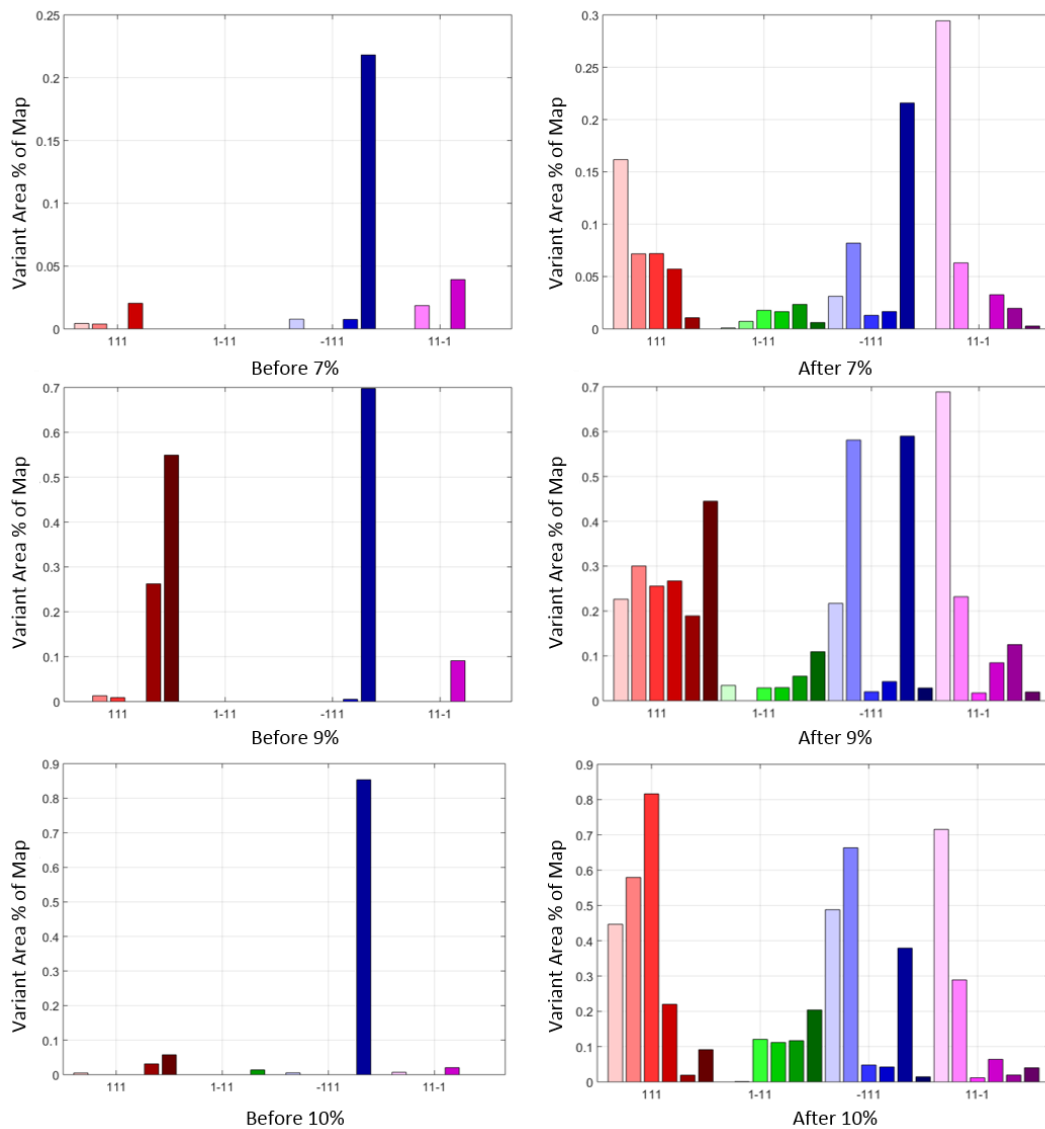 Variant Area % of Map
0.25
0.2
0.15
0.1
0.05
0
111 1-11 -111 11-1
Before 7%
Variant Area % of Map
0.3
0.25
0.2
0.15
0.1
0.05
0
111 1-11 -111 11-1
After 7%
Variant Area % of Map
0.7
0.6
0.5
0.4
0.3
0.2
0.1
0
111 1-11 -111 11-1
Before 9%
Variant Area % of Map
0.7
0.6
0.5
0.4
0.3
0.2
0.1
0
111 1-11 -111 11-1
After 9%
Variant Area % of Map
0.9
0.8
0.7
0.6
0.5
0.4
0.3
0.2
0.1
0
111 1-11 -111 11-1
Before 10%
Variant Area % of Map
0.9
0.8
0.7
0.6
0.5
0.4
0.3
0.2
0.1
0
111 1-11 -111 11-1
After 10%